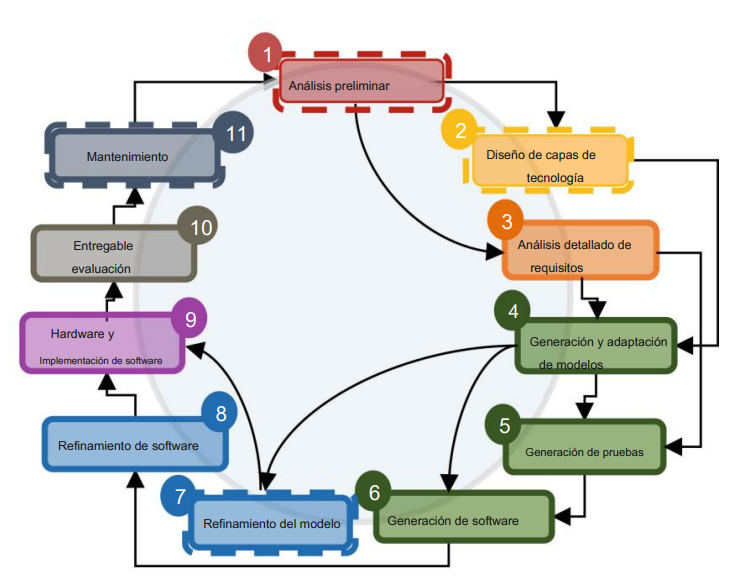 1
Análisis preliminar
2
Diseño de capas de
tecnología
3
Análisis detallado de
requisitos
4
Generación y adaptación
de modelos
5
Generación de pruebas
6
Generación de software
7
Refinamiento del modelo
8
Refinamiento de software
9
Hardware y
Implementación de software
10
Entregable
evaluación
11
Mantenimiento